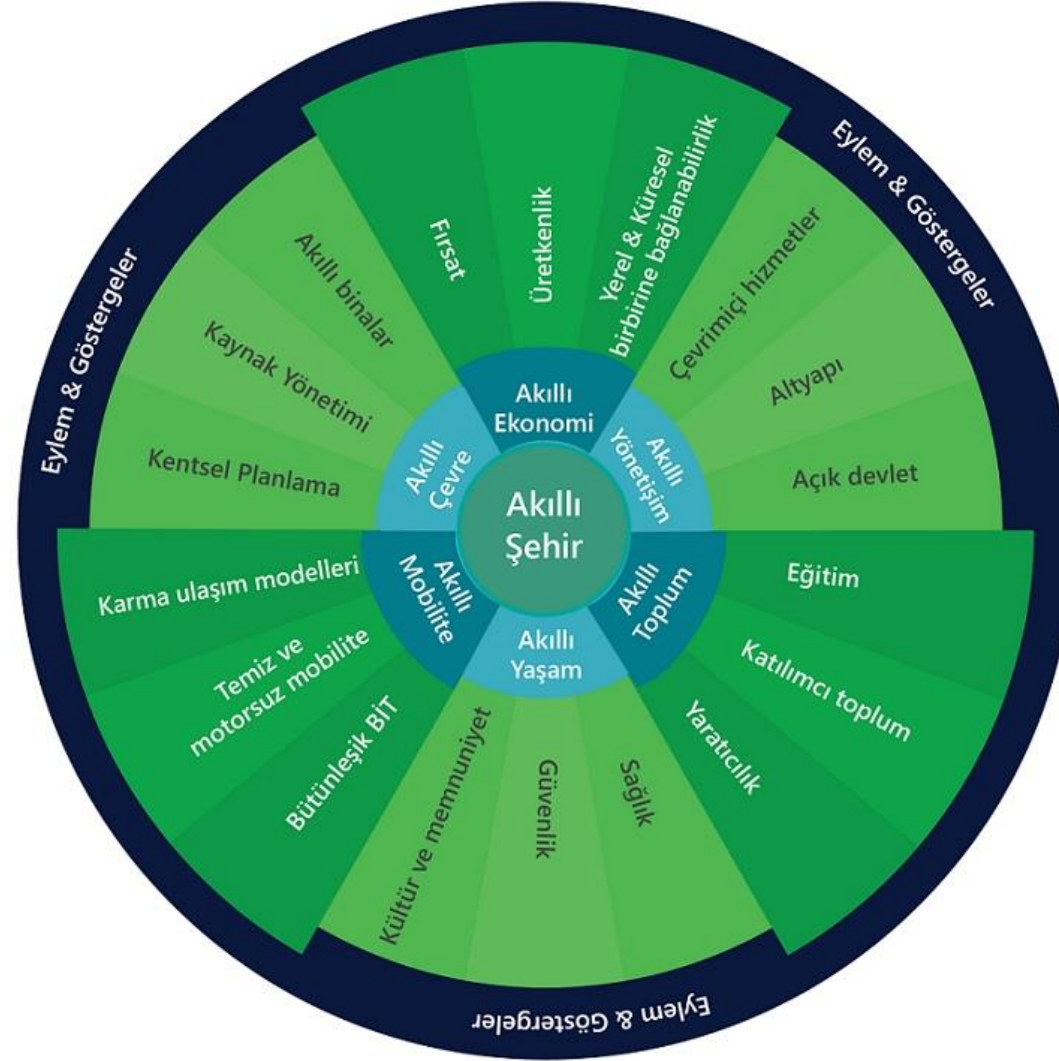 Akıllı
Şehir
Akıllı
Ekonomi
Fırsat
Üretkenlik
Yerel & Küresel
birbirine bağlanabilirlik
Akıllı
Yönetişim
Çevrimiçi hizmetler
Altyapı
Açık devlet
Akıllı
Toplum
Eğitim
Katılımcı toplum
Yaratıcılık
Akıllı
Yaşam
Sağlık
Güvenlik
Kültür ve memnuniyet
Akıllı
Mobilite
Bütünleşik BİT
Temiz ve
motorsuz mobilite
Karma ulaşım modelleri
Akıllı
Çevre
Kentsel Planlama
Kaynak Yönetimi
Akıllı binalar
Eylem & Göstergeler
Eylem & Göstergeler
Eylem & Göstergeler